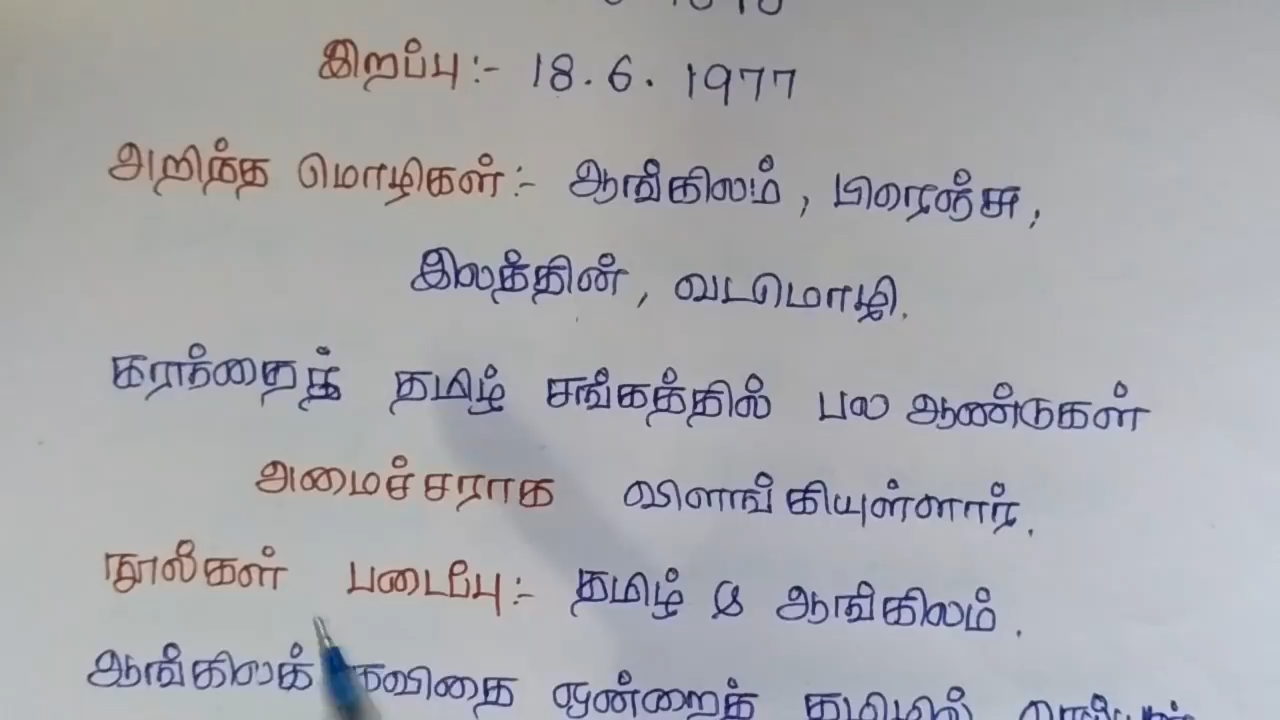 இறப்பு:- 18.6.1977
அறிந்த மொழிகள்:- ஆங்கிலம், பிரெஞ்சு,
இலத்தின், வடமொழி.
கரந்தைத் தமிழ் சங்கத்தில் பல ஆண்டுகள்
அமைச்சராக விளங்கியுள்ளார்.
நூல்கள் படைப்பு:- தமிழ் & ஆங்கிலம்.
ஆங்கிலக் கவிதை மூன்றைத் தமிழில்